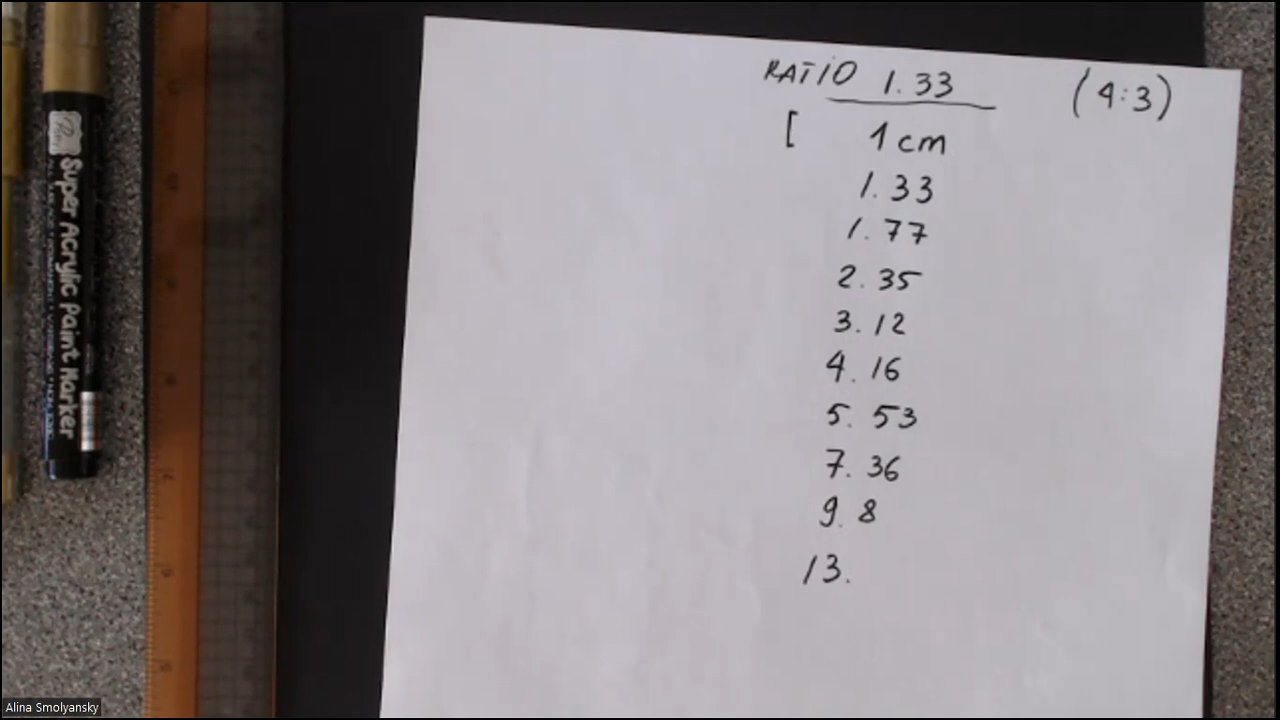 RATIO 1.33 (4:3)
[ 1 cm
1.33
1.77
2.35
3.12
4.16
5.53
7.36
9.8
13.
Super Acrylic Paint Marker
Alina Smolyansky